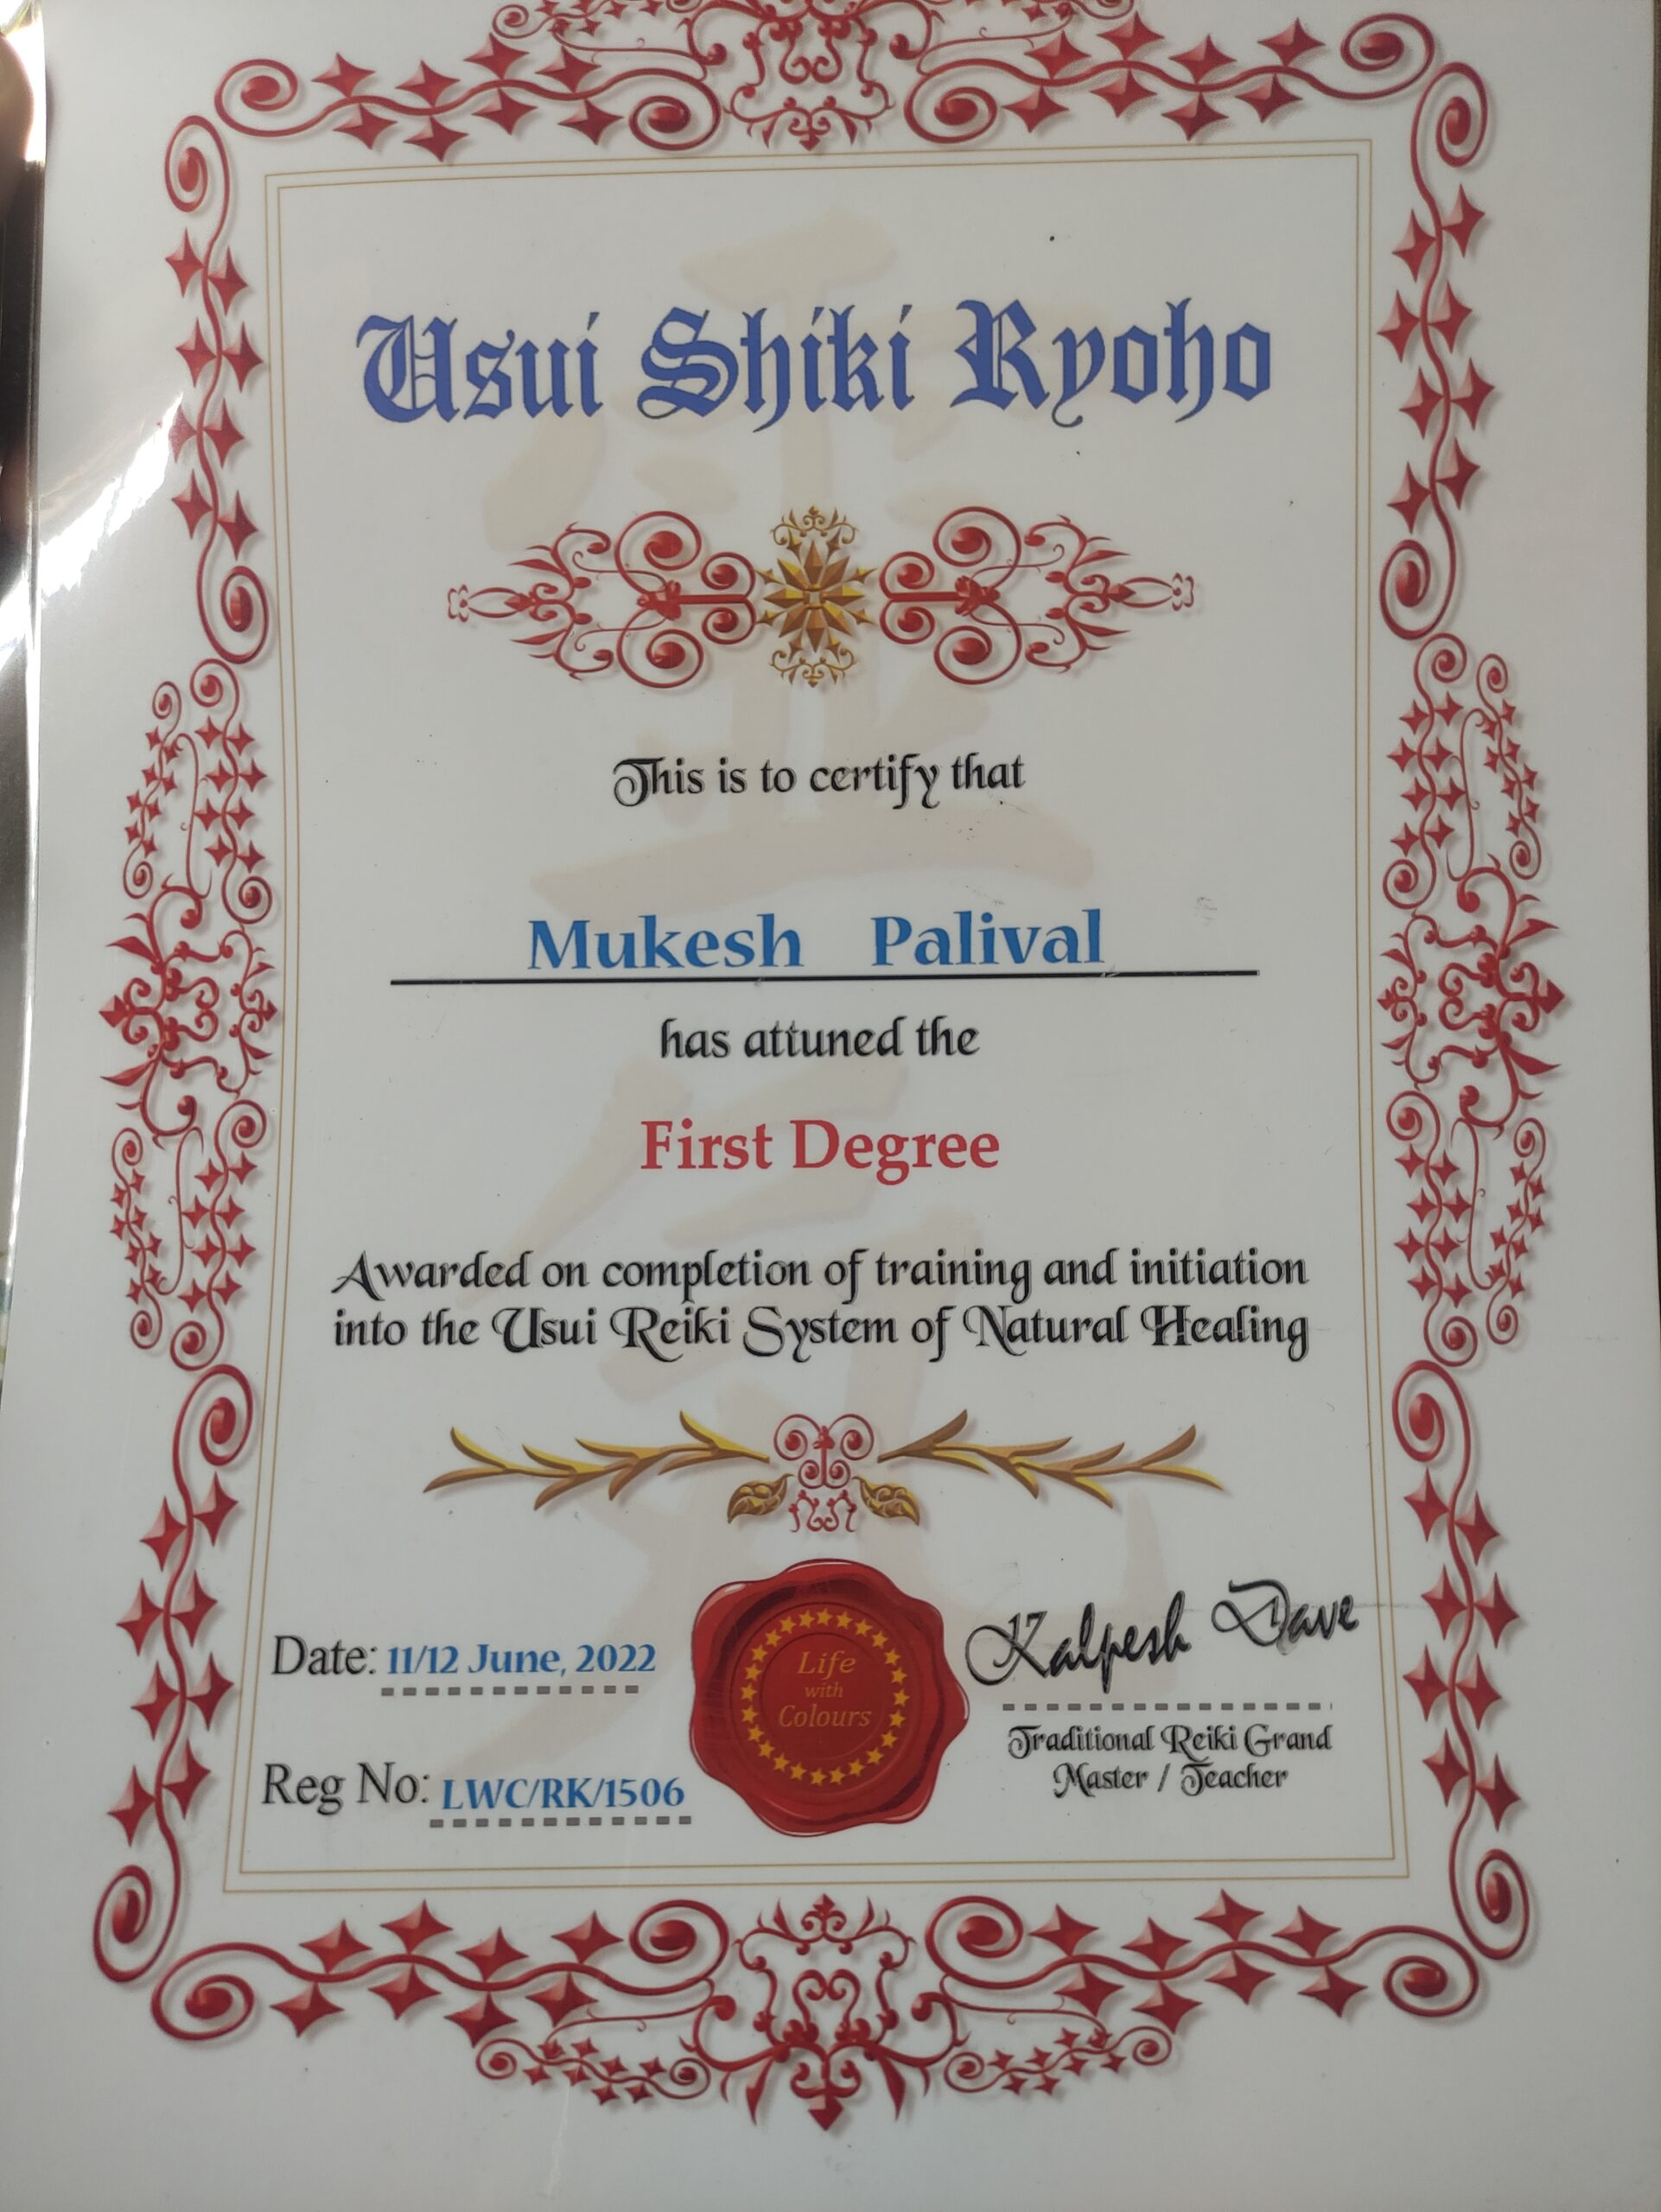 Usui Shiki Ryoho
This is to certify that
Mukesh Palival
has attuned the
First Degree
Awarded on completion of training and initiation
into the Usui Reiki System of Natural Healing
Date: 11/12 June, 2022
Reg No: LWC/RK/1506
Life
with
Colours
Kalpesh Dave
Traditional Reiki Grand
Master / Teacher